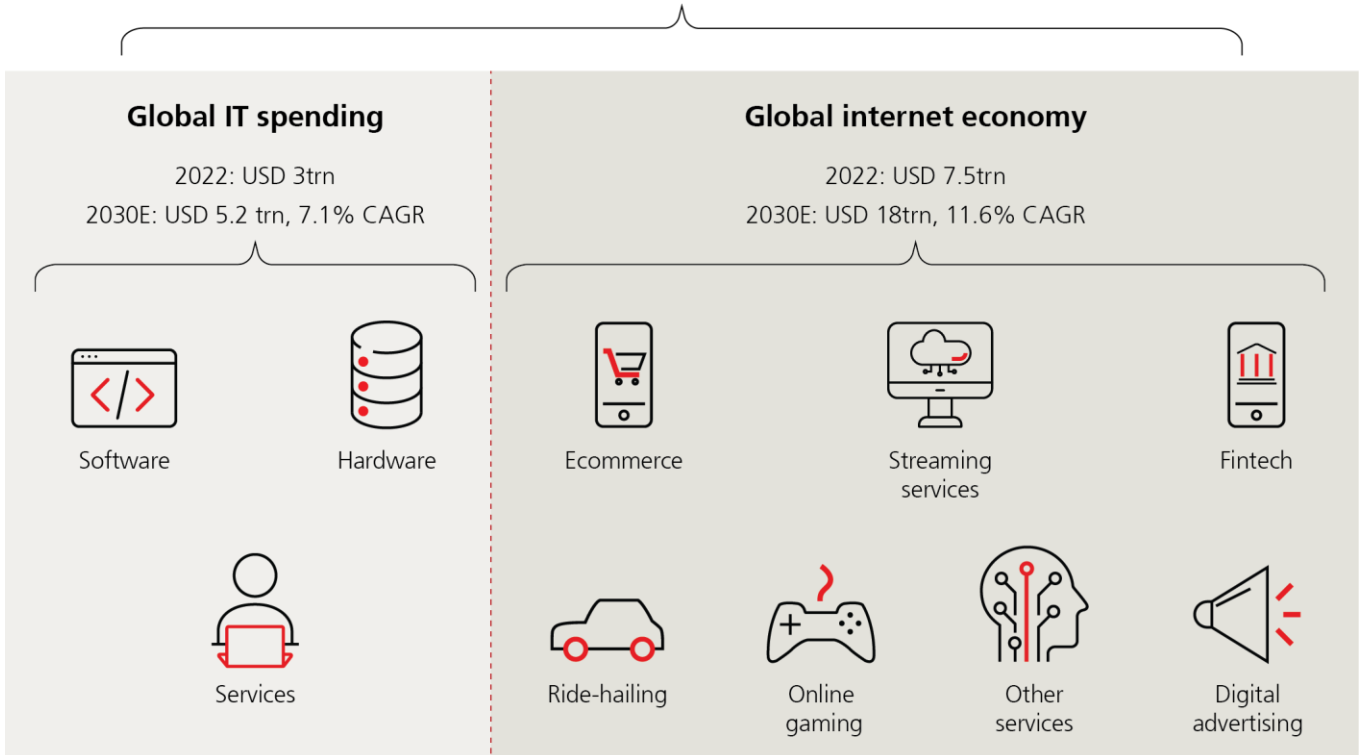 Global IT spending
2022: USD 3trn
2030E: USD 5.2 trn, 7.1% CAGR
Global internet economy
2022: USD 7.5trn
2030E: USD 18trn, 11.6% CAGR
Software
Hardware
Services
Ecommerce
Streaming
services
Fintech
Ride-hailing
Online
gaming
Other
services
Digital
advertising